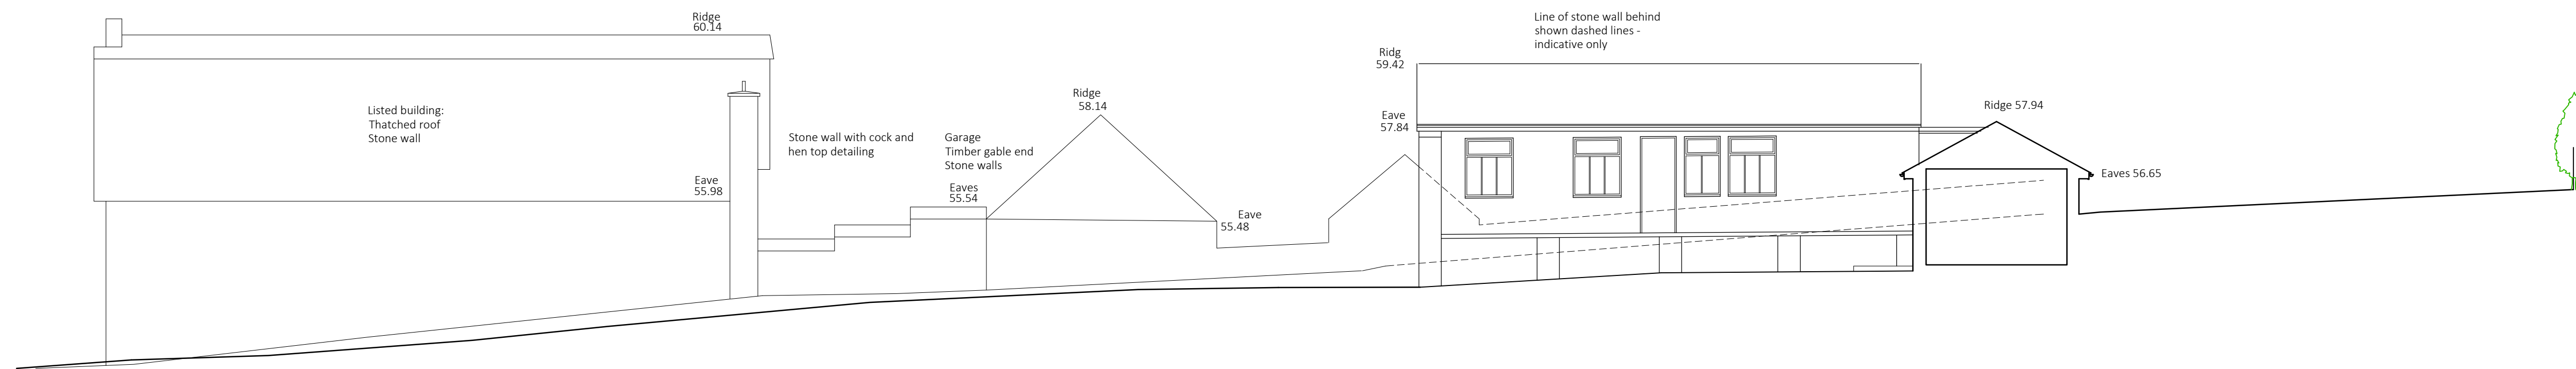 Ridge
60.14
Listed building:
Thatched roof
Stone wall
Eave
55.98
Stone wall with cock and
hen top detailing
Garage
Timber gable end
Stone walls
Eaves
55.54
Ridge
58.14
Eave
55.48
Ridg
59.42
Eave
57.84
Line of stone wall behind
shown dashed lines -
indicative only
Ridge 57.94
Eaves 56.65